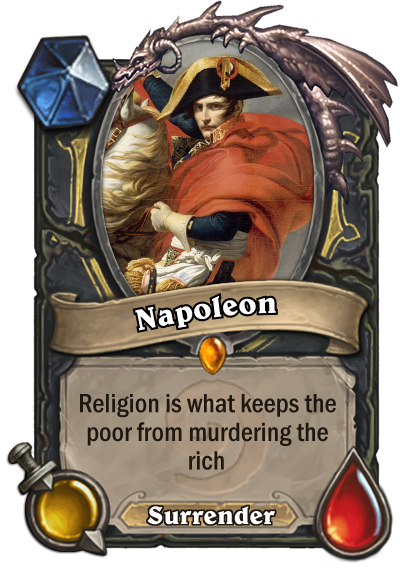 Napoleon
Religion is what keeps the
poor from murdering the
rich
Surrender